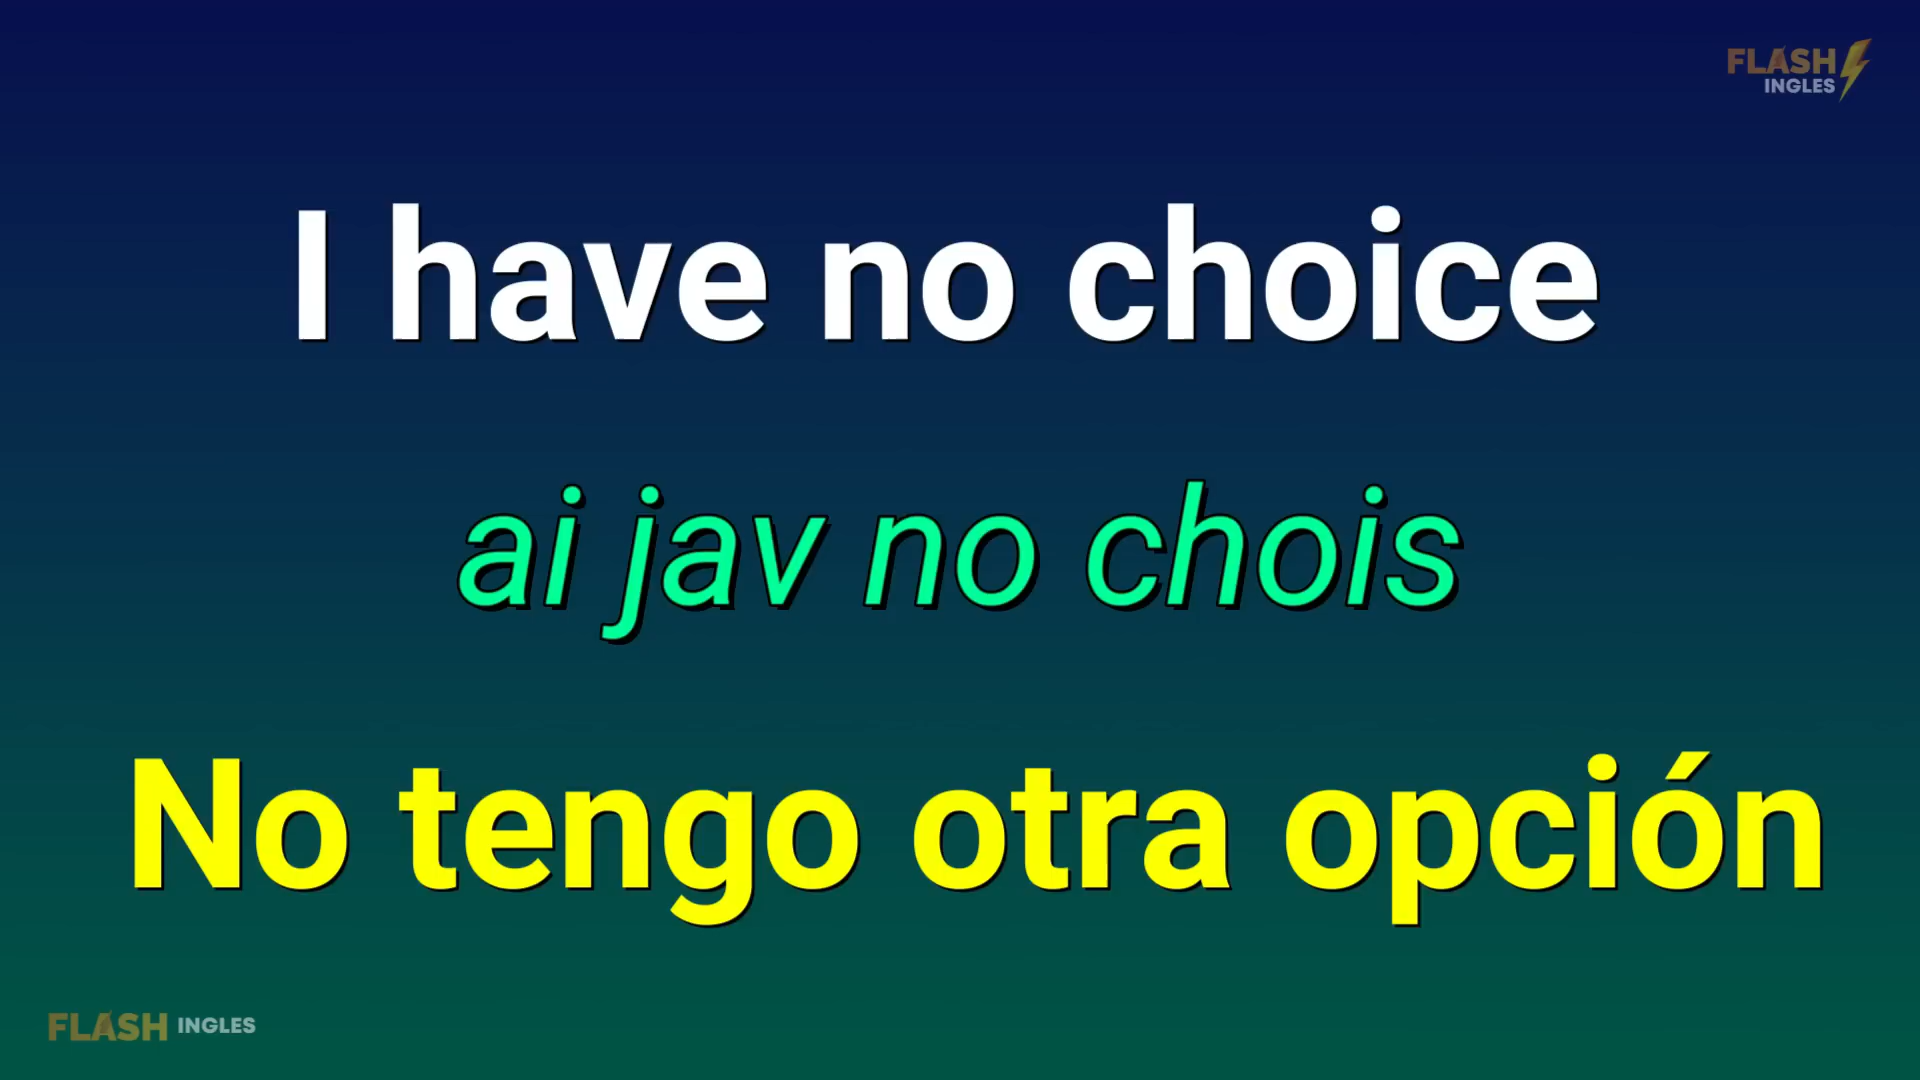 FLASH
INGLES
I have no choice
ai jav no chois
No tengo otra opción
FLASH INGLES